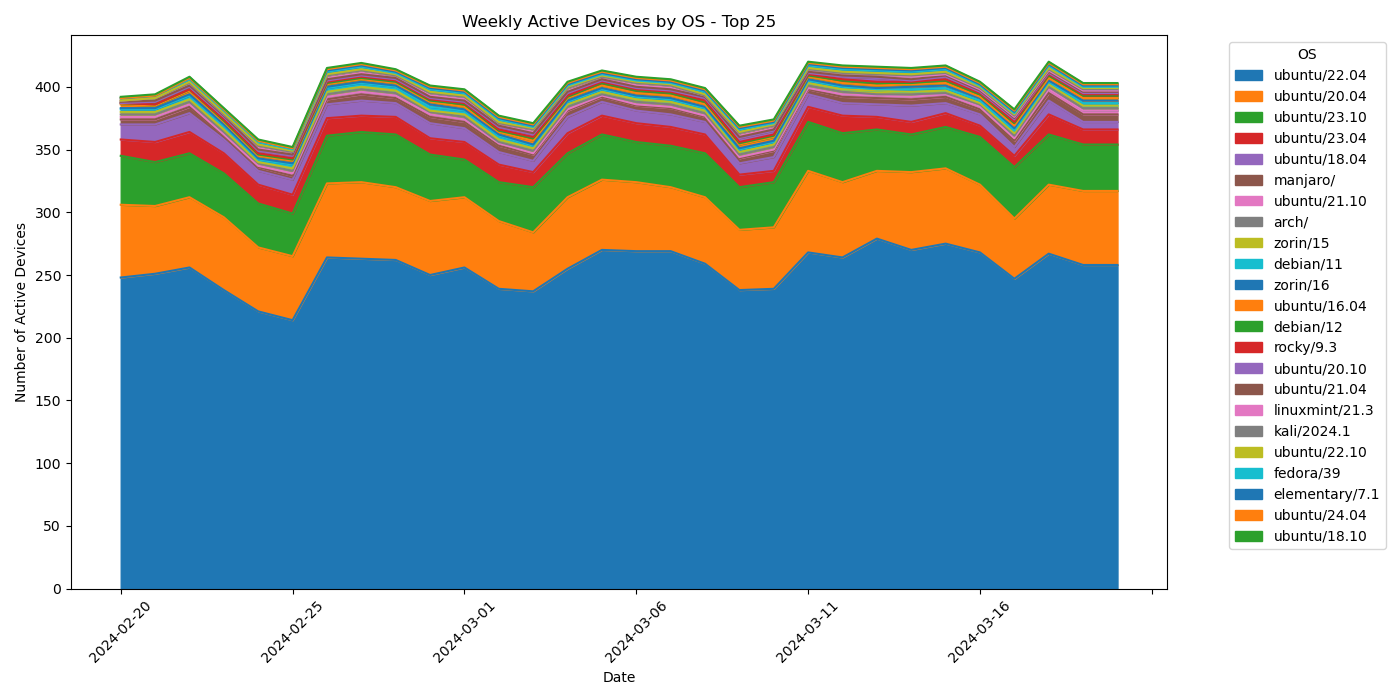 Weekly Active Devices by OS - Top 25
Number of Active Devices
400
350
300
250
200
150
100
50
0
2024-02-20
2024-02-25
2024-03-01
2024-03-06
2024-03-11
2024-03-16
Date
OS
ubuntu/22.04
ubuntu/20.04
ubuntu/23.10
ubuntu/23.04
ubuntu/18.04
manjaro/
ubuntu/21.10
arch/
zorin/15
debian/11
zorin/16
ubuntu/16.04
debian/12
rocky/9.3
ubuntu/20.10
ubuntu/21.04
linuxmint/21.3
kali/2024.1
ubuntu/22.10
fedora/39
elementary/7.1
ubuntu/24.04
ubuntu/18.10